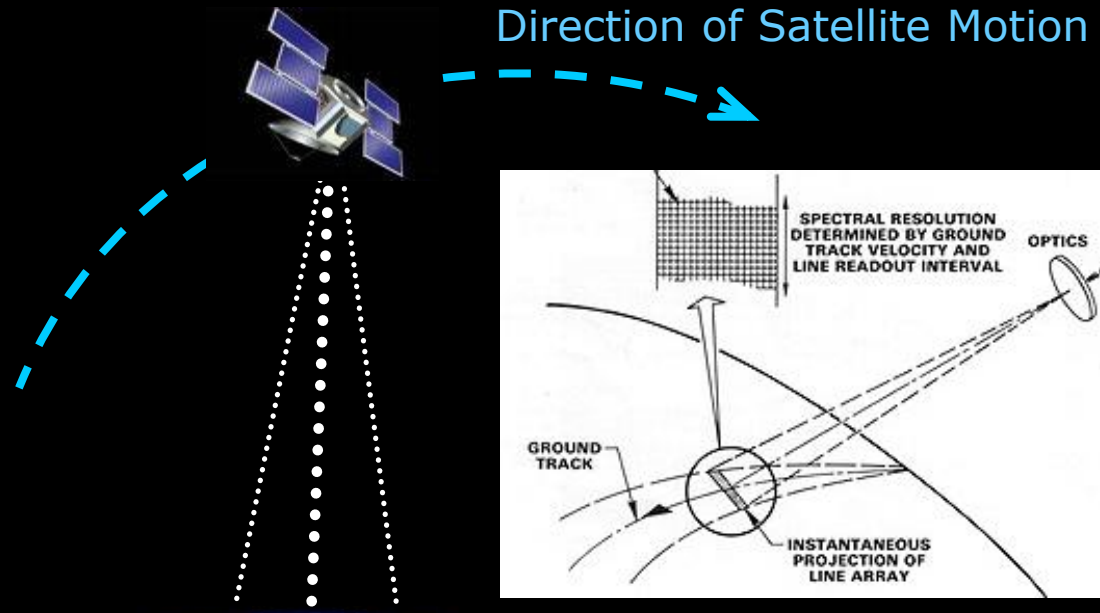 Direction of Satellite Motion
SPECTRAL RESOLUTION
DETERMINED BY GROUND
TRACK VELOCITY AND
LINE READOUT INTERVAL
OPTICS
GROUND
TRACK
INSTANTANEOUS
PROJECTION OF
LINE ARRAY